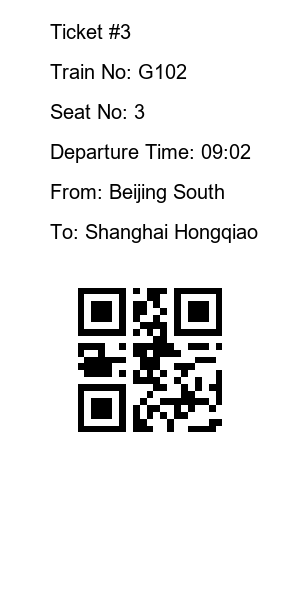 Ticket #3
Train No: G102
Seat No: 3
Departure Time: 09:02
From: Beijing South
To: Shanghai Hongqiao